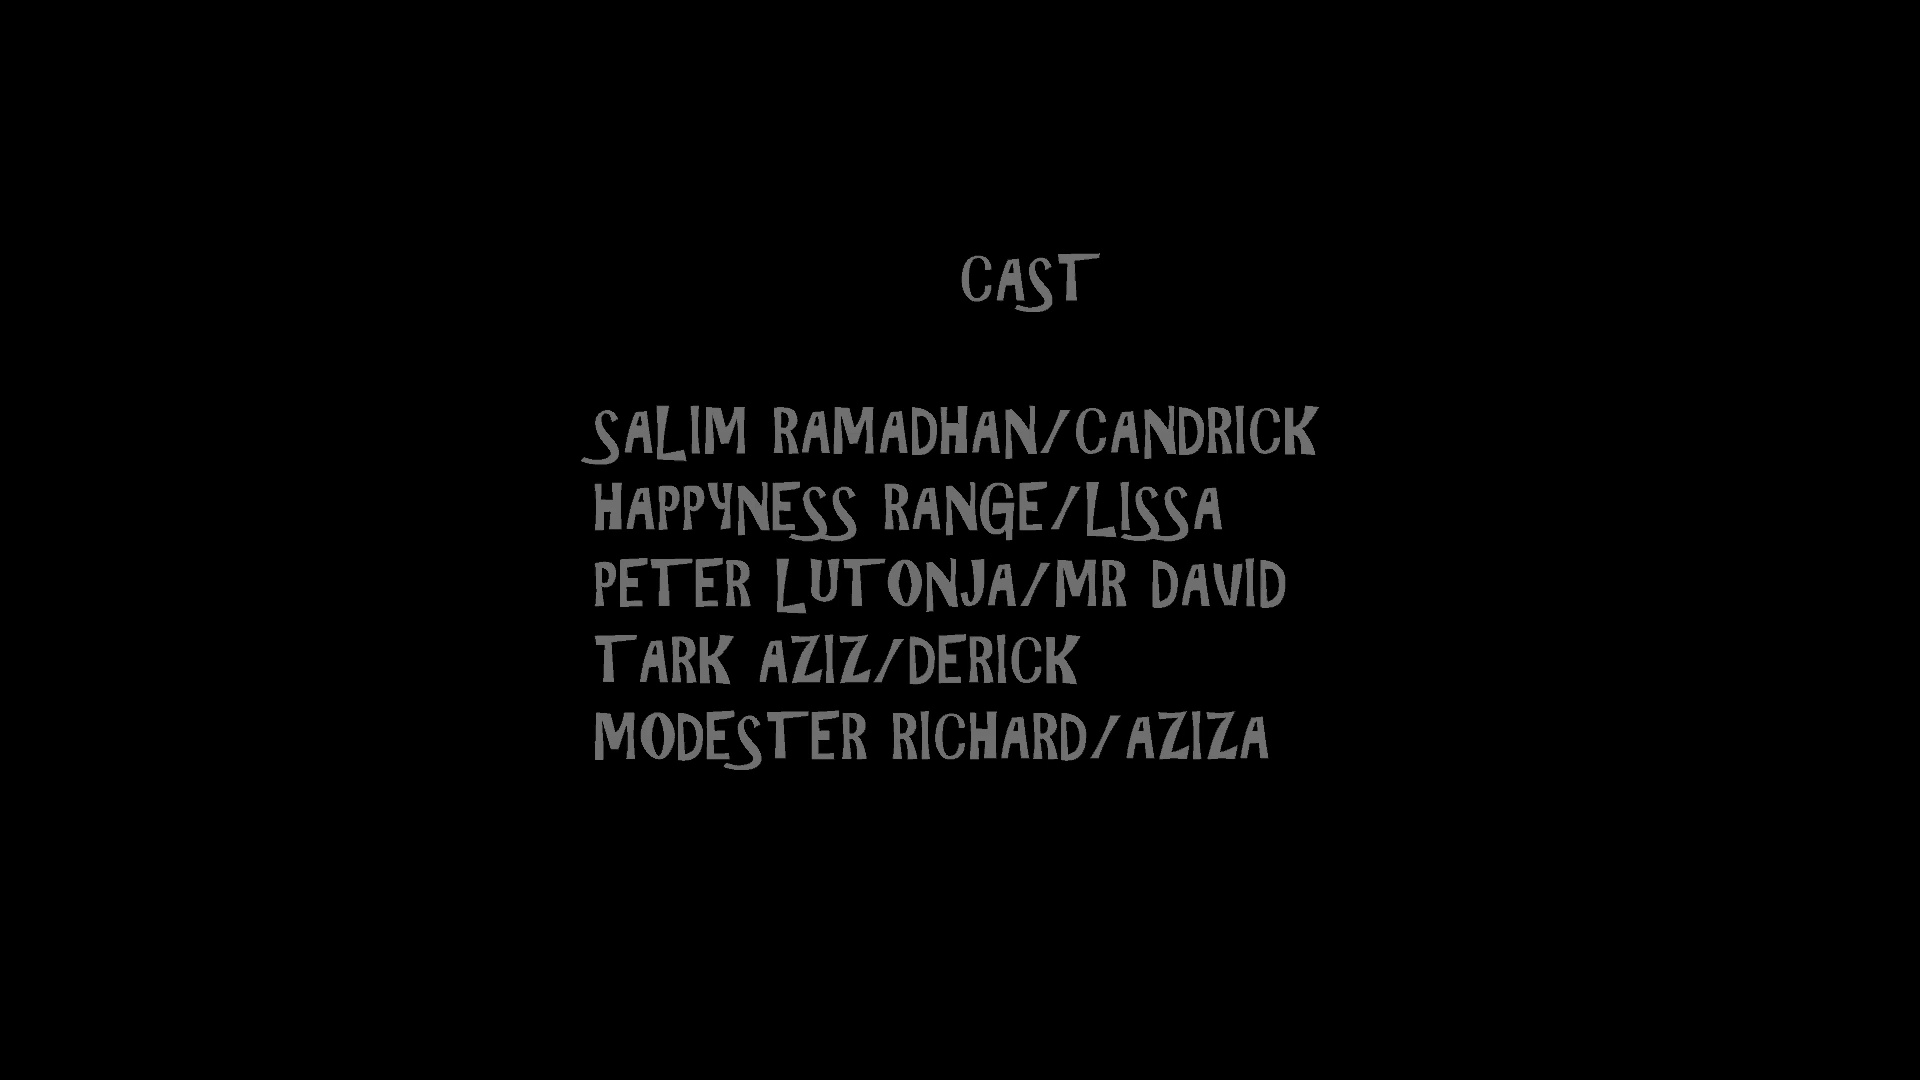 CAST
SALIM RAMADHAN/CANDRICK
HAPPYNESS RANGE/LISSA
PETER LUTONJA/MR DAVID
TARK AZIZ/DERICK
MODESTER RICHARD/AZIZA